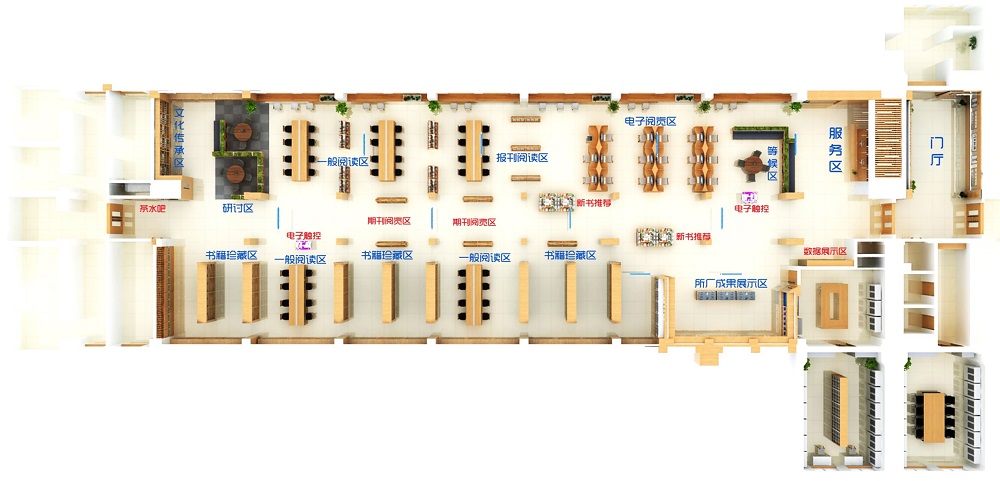 文化传承区
茶水吧
研讨区
一般阅读区
报刊阅读区
电子阅览区
等候区
服务区
门厅
期刊阅览区
期刊阅览区
新书推荐
电子触控
电子触控
新书推荐
数据展示区
书籍珍藏区
一般阅读区
书籍珍藏区
一般阅读区
书籍珍藏区
所厂成果展示区